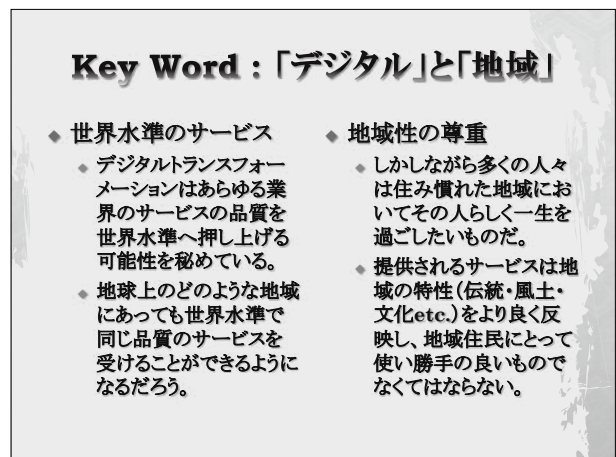 Key Word : 「デジタル」と「地域」
世界水準のサービス
デジタルトランスフォー
メーションはあらゆる業
界のサービスの品質を
世界水準へ押し上げる
可能性を秘めている。
地球上のどのような地域
にあっても世界水準で
同じ品質のサービスを
受けることができるように
なるだろう。
地域性の尊重
しかしながら多くの人々
は住み慣れた地域にお
いてその人らしく一生を
過ごしたいものだ。
提供されるサービスは地
域の特性(伝統・風土・
文化etc.)をより良く反
映し、地域住民にとって
使い勝手の良いもので
なくてはならない。